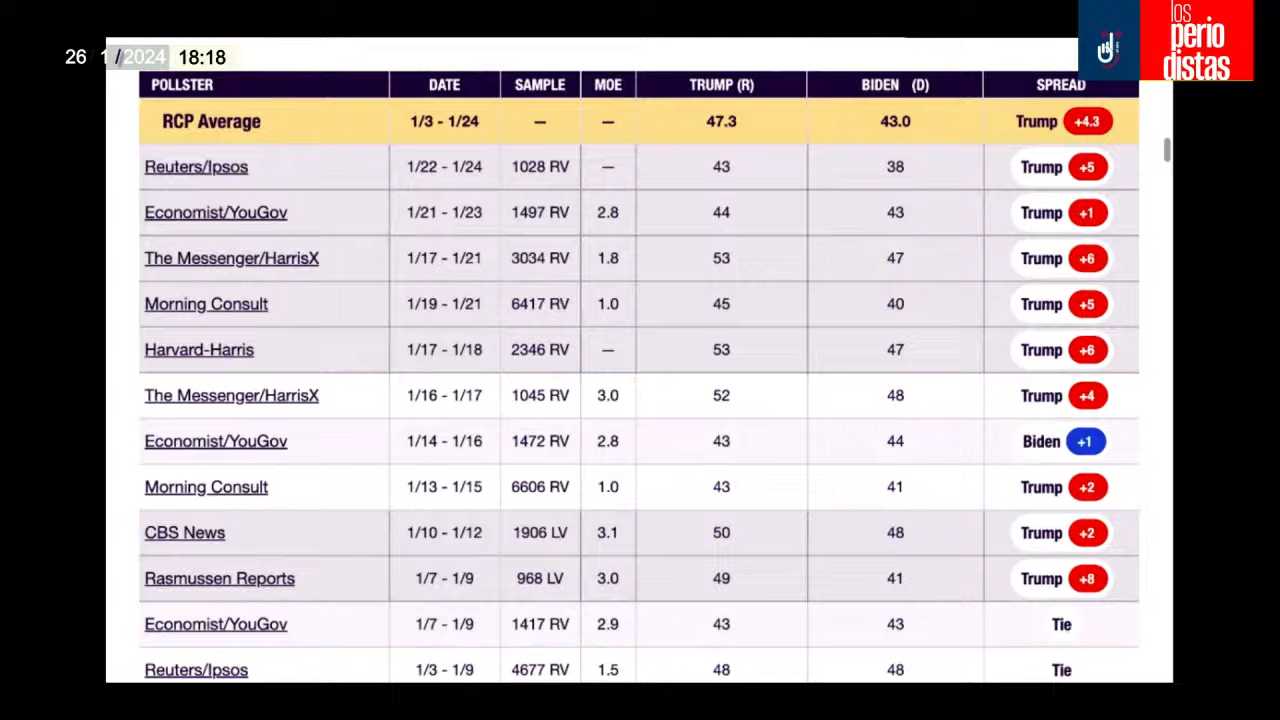 los
perio
distas
26/1/2024 18:18
POLLSTER DATE SAMPLE MOE TRUMP (R) BIDEN (D) SPREAD
RCP Average 1/3 - 1/24 — — 47.3 43.0 Trump +4.3
Reuters/Ipsos 1/22 - 1/24 1028 RV — 43 38 Trump +5
Economist/YouGov 1/21 - 1/23 1497 RV 2.8 44 43 Trump +1
The Messenger/HarrisX 1/17 - 1/21 3034 RV 1.8 53 47 Trump +6
Morning Consult 1/19 - 1/21 6417 RV 1.0 45 40 Trump +5
Harvard-Harris 1/17 - 1/18 2346 RV — 53 47 Trump +6
The Messenger/HarrisX 1/16 - 1/17 1045 RV 3.0 52 48 Trump +4
Economist/YouGov 1/14 - 1/16 1472 RV 2.8 43 44 Biden +1
Morning Consult 1/13 - 1/15 6606 RV 1.0 43 41 Trump +2
CBS News 1/10 - 1/12 1906 LV 3.1 50 48 Trump +2
Rasmussen Reports 1/7 - 1/9 968 LV 3.0 49 41 Trump +8
Economist/YouGov 1/7 - 1/9 1417 RV 2.9 43 43 Tie
Reuters/Ipsos 1/3 - 1/9 4677 RV 1.5 48 48 Tie